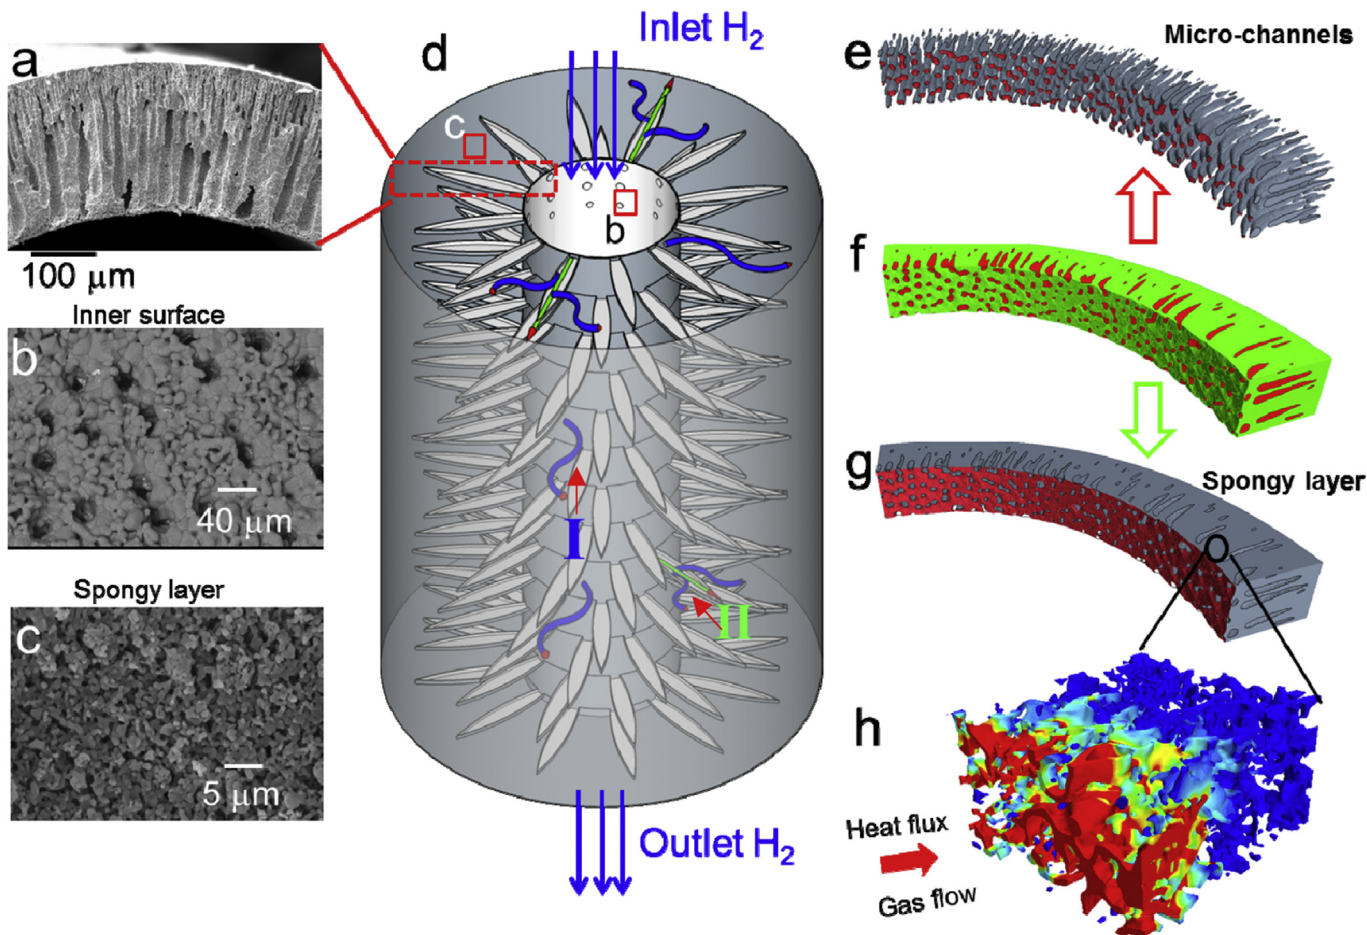 a
100 μm
Inner surface
b
40 μm
Spongy layer
c
5 μm
d
Inlet H2
c
b
I
II
Outlet H2
Micro-channels
e
f
g
Spongy layer
h
Heat flux
Gas flow